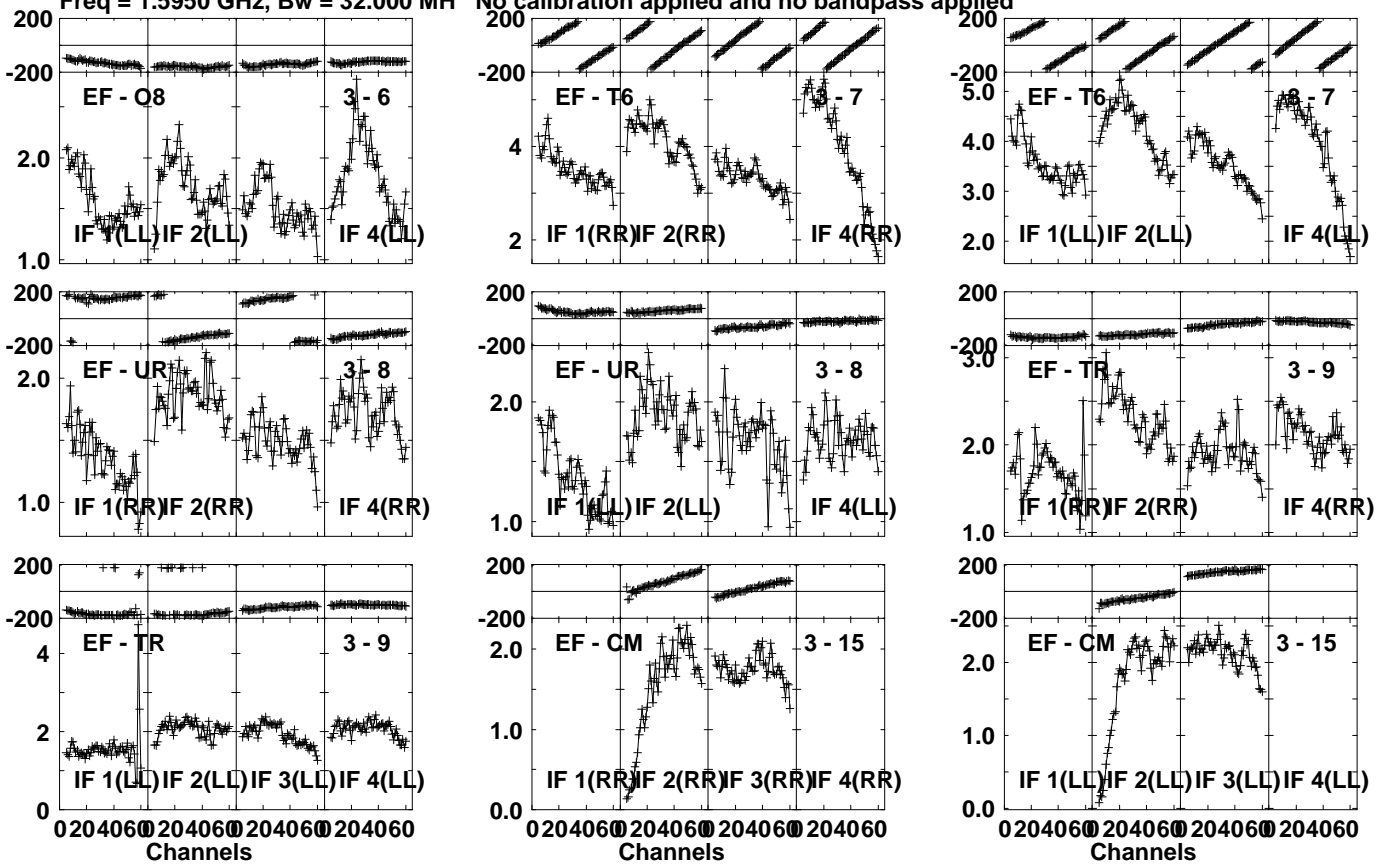 Freq = 1.5950 GHz, Bw = 32.000 MH No calibration applied and no bandpass applied
200 200 200
-200 -200 -200
EF - O8 3 - 6 EF - T6 3 - 7 EF - T6 3 - 7
5.0
4 4.0
2.0
3.0
2 2.0
1.0
IF 1(LL) IF 2(LL) IF 4(LL) IF 1(RR) IF 2(RR) IF 4(RR) IF 1(LL) IF 2(LL) IF 4(LL)
200 200 200
-200 -200 -200
EF - UR 3 - 8 EF - UR 3 - 8 EF - TR 3 - 9
3.0
2.0 2.0 2.0
1.0 1.0 1.0
IF 1(RR) IF 2(RR) IF 4(RR) IF 1(LL) IF 2(LL) IF 4(LL) IF 1(RR) IF 2(RR) IF 4(RR)
200 200 200
-200 -200 -200
EF - TR 3 - 9 EF - CM 3 - 15 EF - CM 3 - 15
4 2.0 2.0
2 1.0 1.0
IF 1(LL) IF 2(LL) IF 3(LL) IF 4(LL) IF 1(RR) IF 2(RR) IF 3(RR) IF 4(RR) IF 1(LL) IF 2(LL) IF 3(LL) IF 4(LL)
0 0.0 0.0
0 20 40 60 0 20 40 60 0 20 40 60 0 20 40 60 0 20 40 60 0 20 40 60 0 20 40 60 0 20 40 60 0 20 40 60
Channels Channels Channels